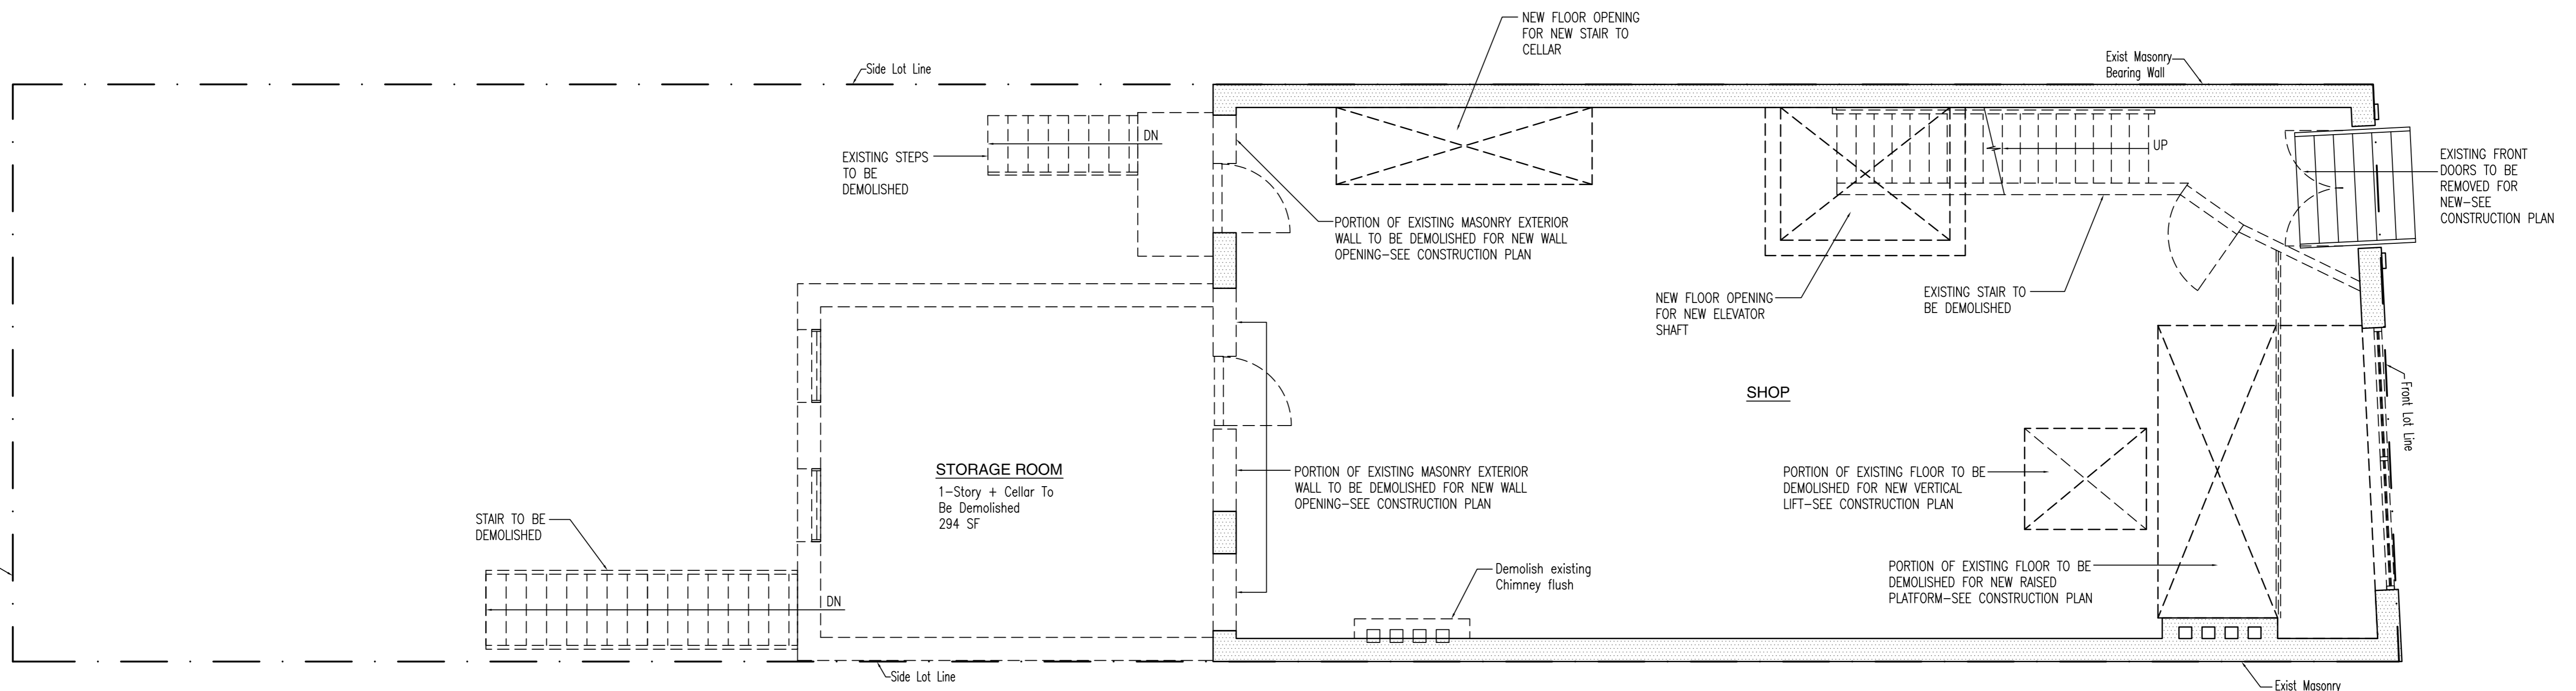 NEW FLOOR OPENING
FOR NEW STAIR TO
CELLAR
Side Lot Line
Exist Masonry
Bearing Wall
DN
EXISTING STEPS
TO BE
DEMOLISHED
UP
EXISTING FRONT
DOORS TO BE
REMOVED FOR
NEW-SEE
CONSTRUCTION PLAN
PORTION OF EXISTING MASONRY EXTERIOR
WALL TO BE DEMOLISHED FOR NEW WALL
OPENING-SEE CONSTRUCTION PLAN
NEW FLOOR OPENING
FOR NEW ELEVATOR
SHAFT
EXISTING STAIR TO
BE DEMOLISHED
SHOP
Front Lot Line
STORAGE ROOM
1-Story + Cellar To
Be Demolished
294 SF
PORTION OF EXISTING MASONRY EXTERIOR
WALL TO BE DEMOLISHED FOR NEW WALL
OPENING-SEE CONSTRUCTION PLAN
PORTION OF EXISTING FLOOR TO BE
DEMOLISHED FOR NEW VERTICAL
LIFT-SEE CONSTRUCTION PLAN
STAIR TO BE
DEMOLISHED
DN
Demolish existing
Chimney flush
PORTION OF EXISTING FLOOR TO BE
DEMOLISHED FOR NEW RAISED
PLATFORM-SEE CONSTRUCTION PLAN
Side Lot Line
Exist Masonry